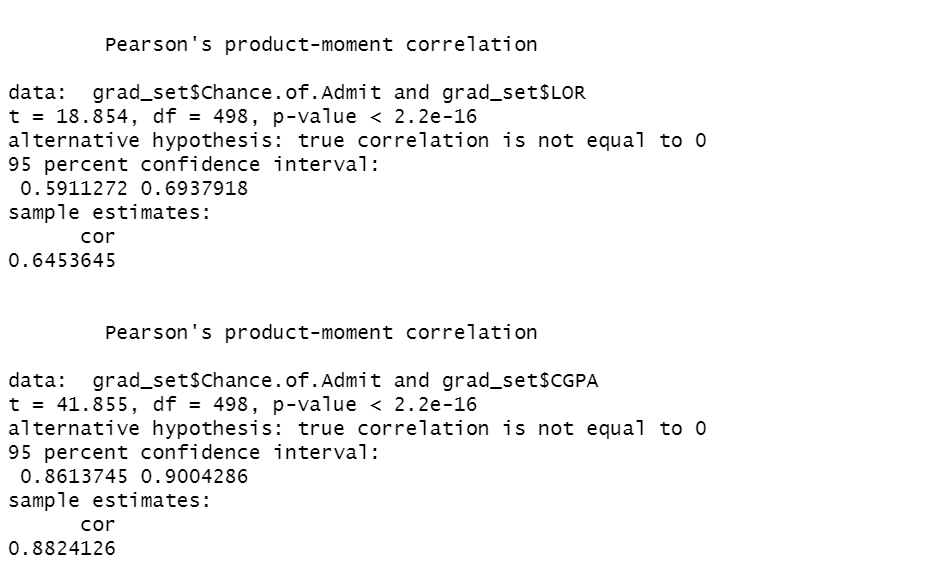 Pearson's product-moment correlation
data:  grad_set$Chance.of.Admit and grad_set$LOR
t = 18.854, df = 498, p-value < 2.2e-16
alternative hypothesis: true correlation is not equal to 0
95 percent confidence interval:
 0.5911272 0.6937918
sample estimates:
      cor
0.6453645
Pearson's product-moment correlation
data:  grad_set$Chance.of.Admit and grad_set$CGPA
t = 41.855, df = 498, p-value < 2.2e-16
alternative hypothesis: true correlation is not equal to 0
95 percent confidence interval:
 0.8613745 0.9004286
sample estimates:
      cor
0.8824126